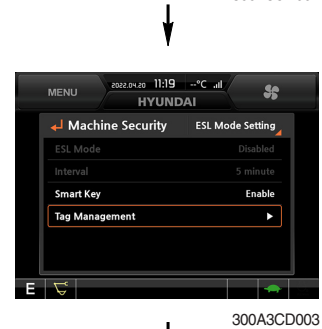 MENU 2022.04.20 11:19 --°C
HYUNDAI
Machine Security ESL Mode Setting
ESL Mode Disabled
Interval 5 minute
Smart Key Enable
Tag Management
E
300A3CD003